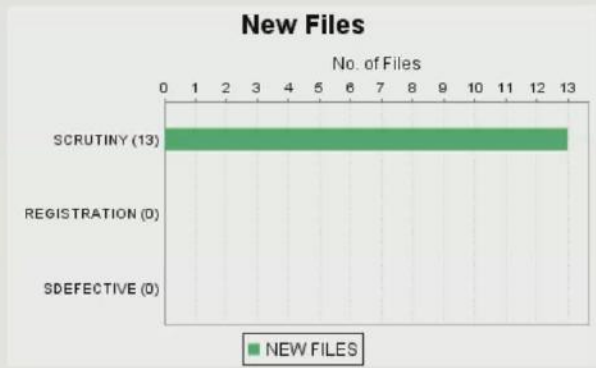 New Files
No. of Files
0 1 2 3 4 5 6 7 8 9 10 11 12 13
SCRUTINY (13)
REGISTRATION (0)
SDEFECTIVE (0)
NEW FILES